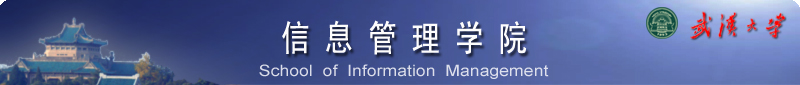 信息管理学院
School of Information Management
武汉大学